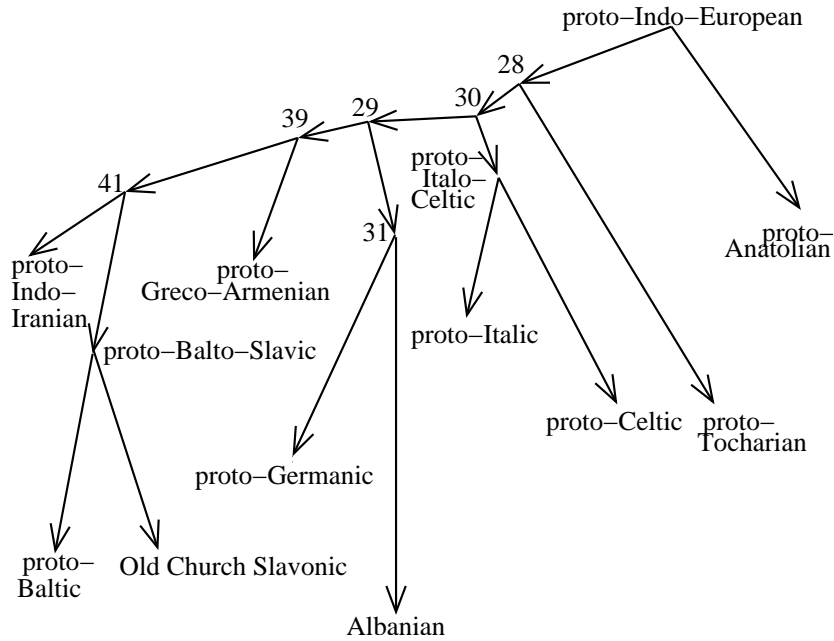 proto−Indo−European
28
30
29
39
proto−
Italo−
Celtic
41
31
proto−
Anatolian
proto−
Indo−
Iranian
proto−
Greco−Armenian
proto−Italic
proto−Balto−Slavic
proto−Celtic
proto−
Tocharian
proto−Germanic
proto−
Baltic
Old Church Slavonic
Albanian